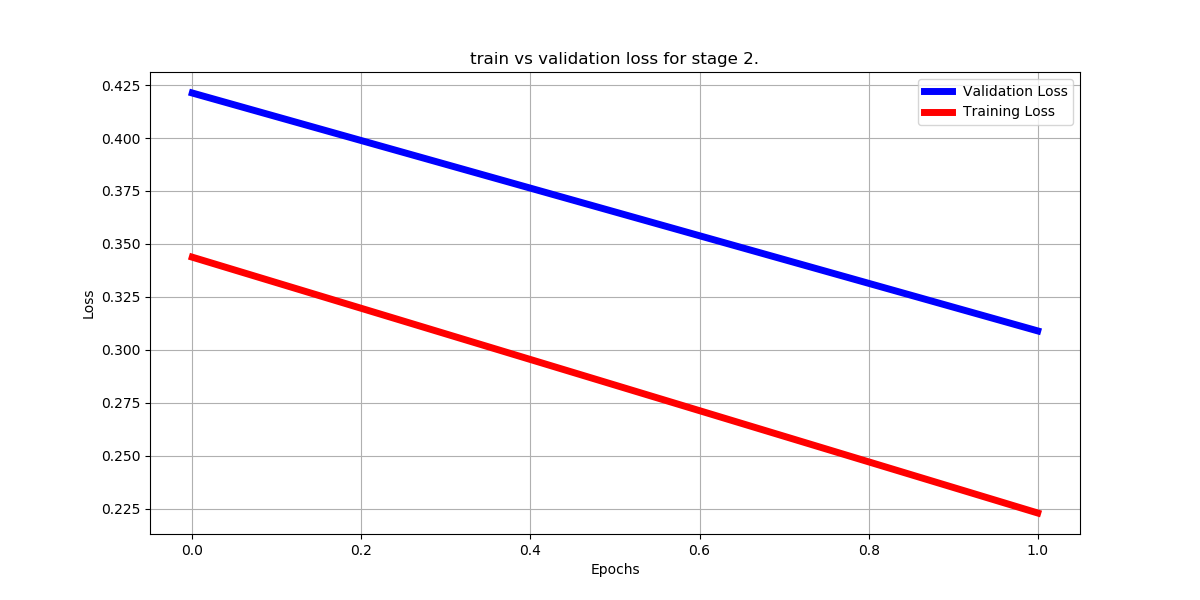 train vs validation loss for stage 2.
Validation Loss
Training Loss
0.425
0.400
0.375
0.350
0.325
0.300
0.275
0.250
0.225
Loss
0.0 0.2 0.4 0.6 0.8 1.0
Epochs